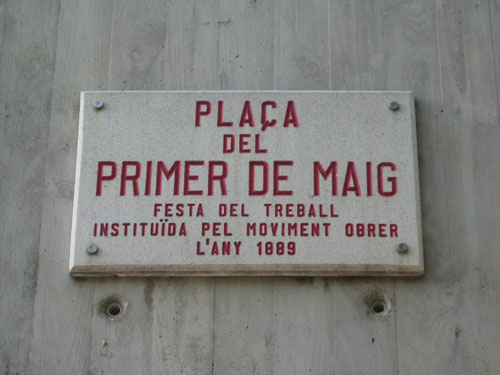 PLAÇA
DEL
PRIMER DE MAIG
FESTA DEL TREBALL
INSTITUÏDA PEL MOVIMENT OBRER
L'ANY 1889